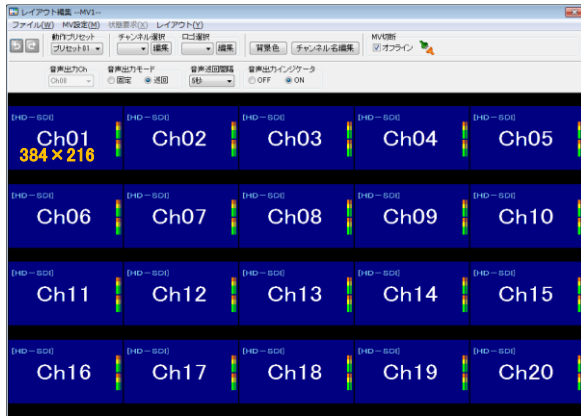 レイアウト編集 --MV1--
ファイル(W) MV設定(M) 状態要求(X) レイアウト(Y)
動作プリセット チャンネル選択 ロゴ選択 MV切断
プリセット01 編集 編集 背景色 チャンネル名編集 オフライン
音声出力Ch 音声出力モード 音声巡回間隔 音声出力インジケータ
Ch08 固定 巡回 5秒 OFF ON
[HD-SDI] [HD-SDI] [HD-SDI] [HD-SDI] [HD-SDI]
Ch01 Ch02 Ch03 Ch04 Ch05
384×216
[HD-SDI] [HD-SDI] [HD-SDI] [HD-SDI] [HD-SDI]
Ch06 Ch07 Ch08 Ch09 Ch10
[HD-SDI] [HD-SDI] [HD-SDI] [HD-SDI] [HD-SDI]
Ch11 Ch12 Ch13 Ch14 Ch15
[HD-SDI] [HD-SDI] [HD-SDI] [HD-SDI] [HD-SDI]
Ch16 Ch17 Ch18 Ch19 Ch20